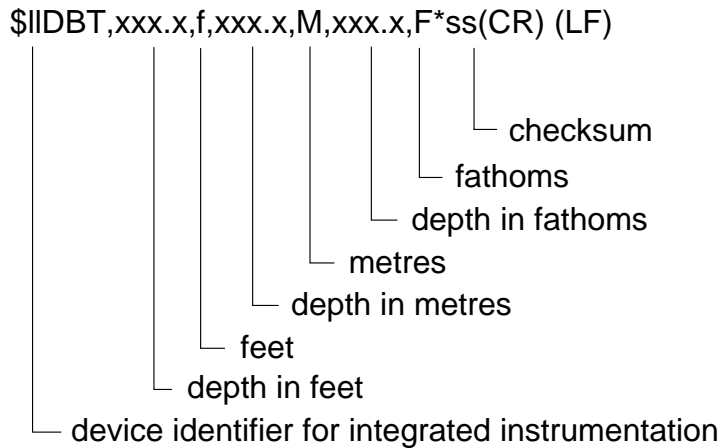 $IIDBT,xxx.x,f,xxx.x,M,xxx.x,F*ss(CR) (LF)
checksum
fathoms
depth in fathoms
metres
depth in metres
feet
depth in feet
device identifier for integrated instrumentation